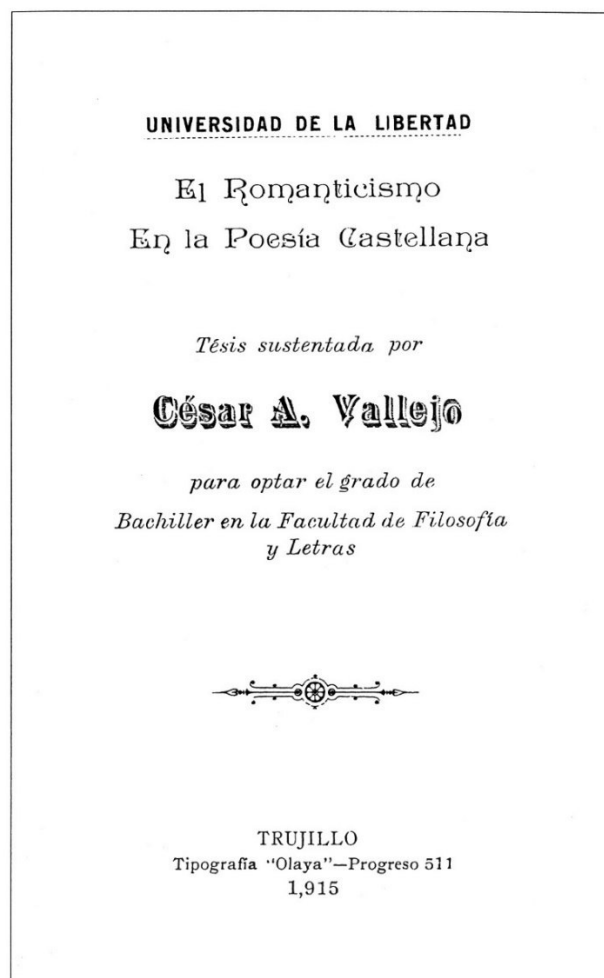 UNIVERSIDAD DE LA LIBERTAD
El Romanticismo
En la Poesía Castellana
Tésis sustentada por
César A. Vallejo
para optar el grado de
Bachiller en la Facultad de Filosofía
y Letras
TRUJILLO
Tipografía "Olaya"—Progreso 511
1,915